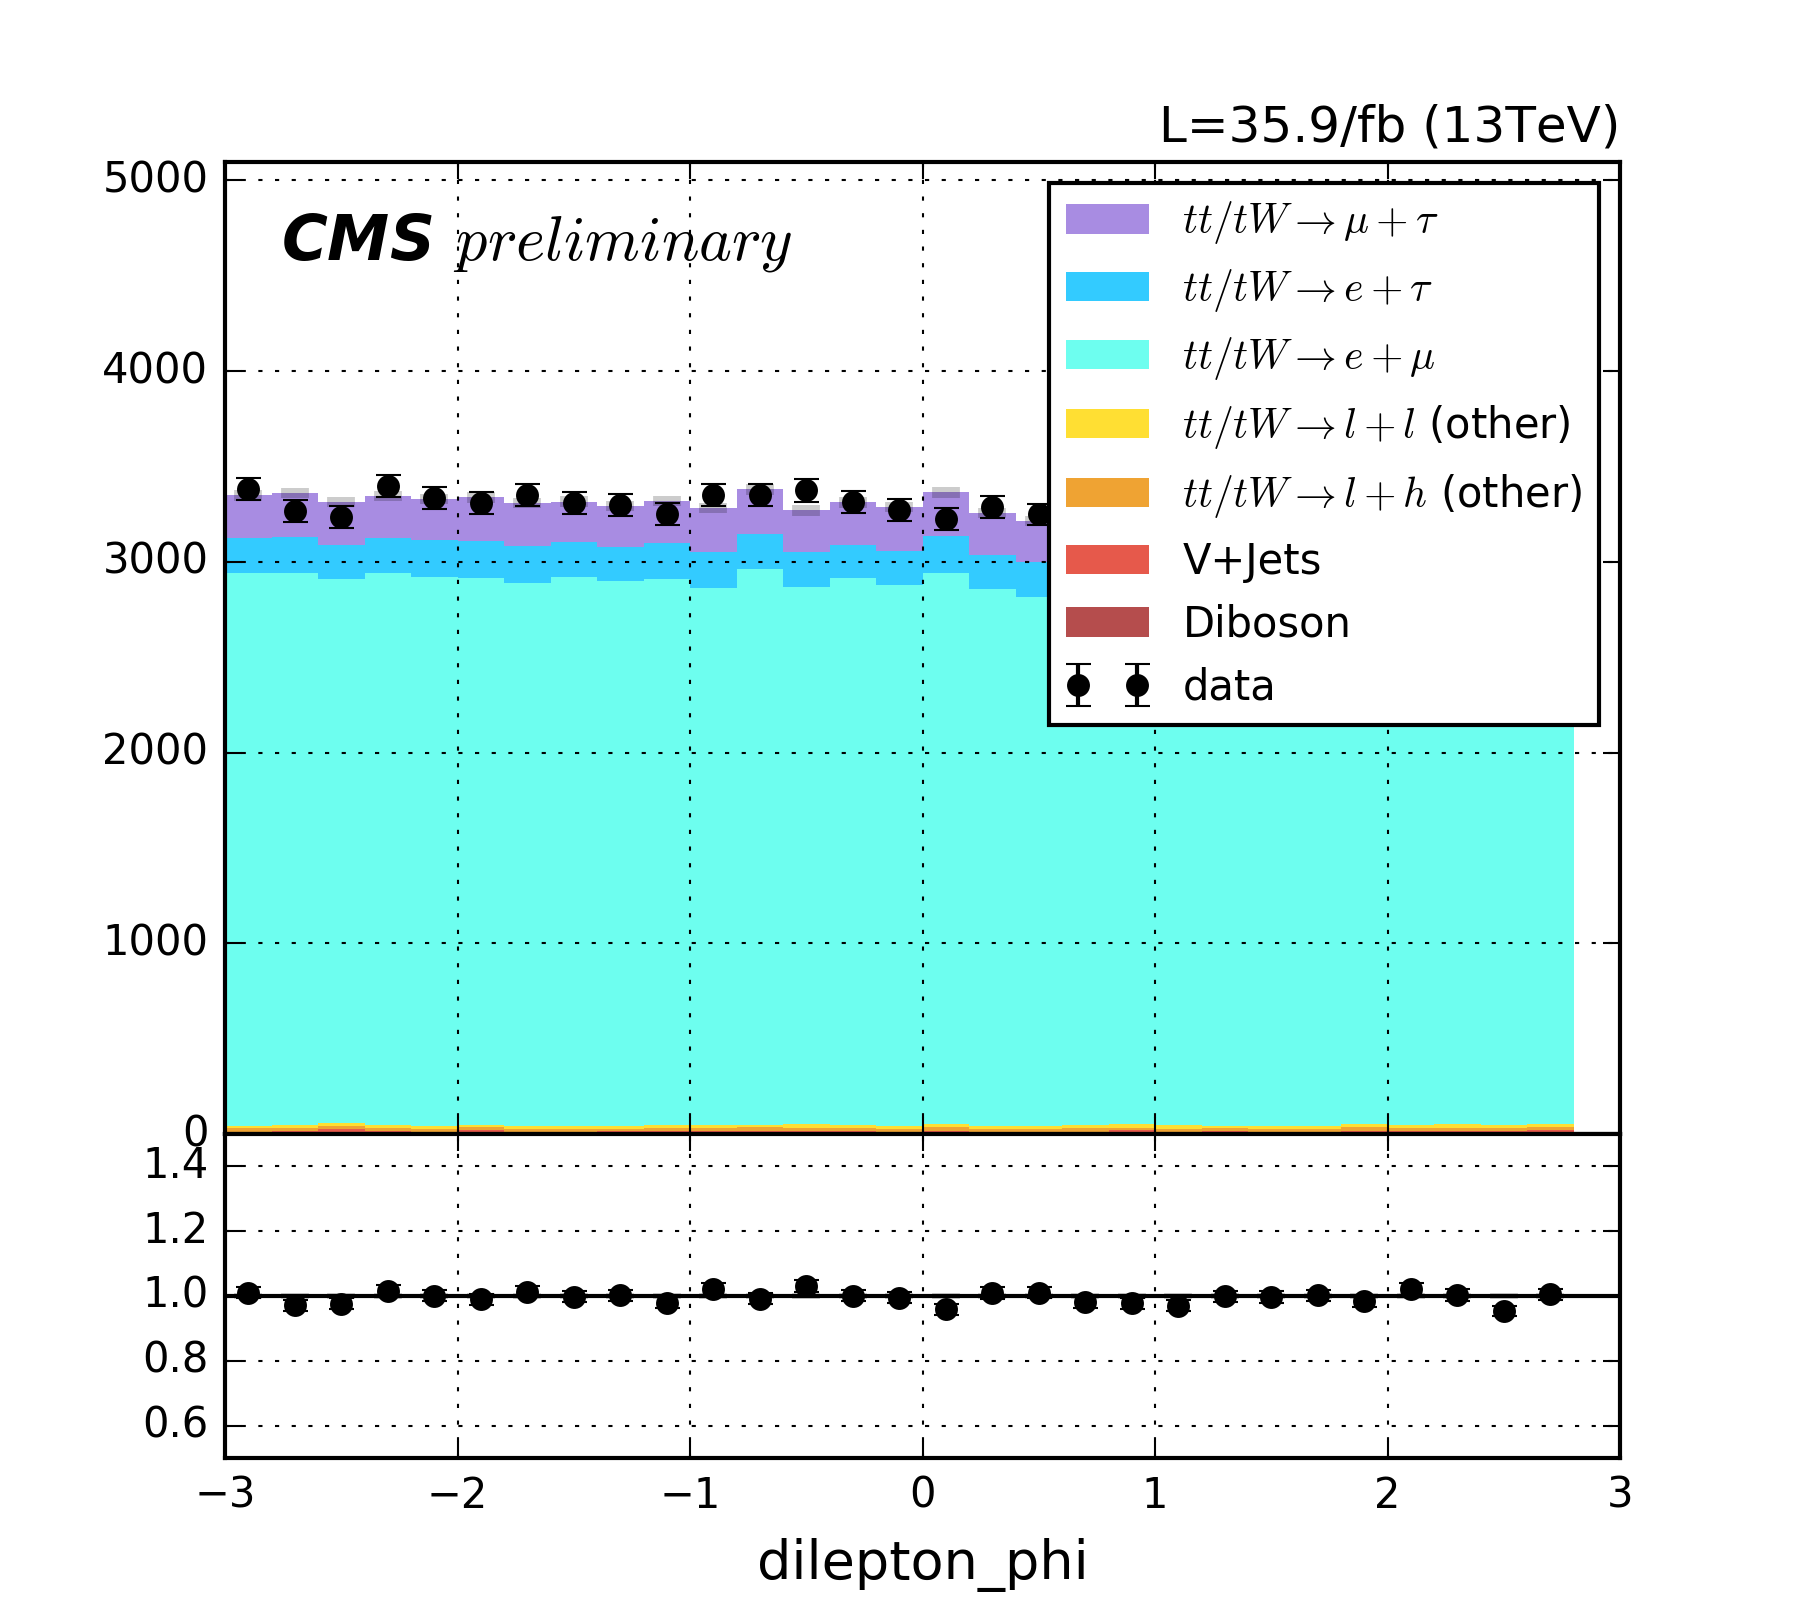 L=35.9/fb (13TeV)
CMS preliminary
5000
4000
3000
2000
1000
0
tt/tW→μ+τ
tt/tW→e+τ
tt/tW→e+μ
tt/tW→l+l (other)
tt/tW→l+h (other)
V+Jets
Diboson
data
1.4
1.2
1.0
0.8
0.6
−3 −2 −1 0 1 2 3
dilepton_phi